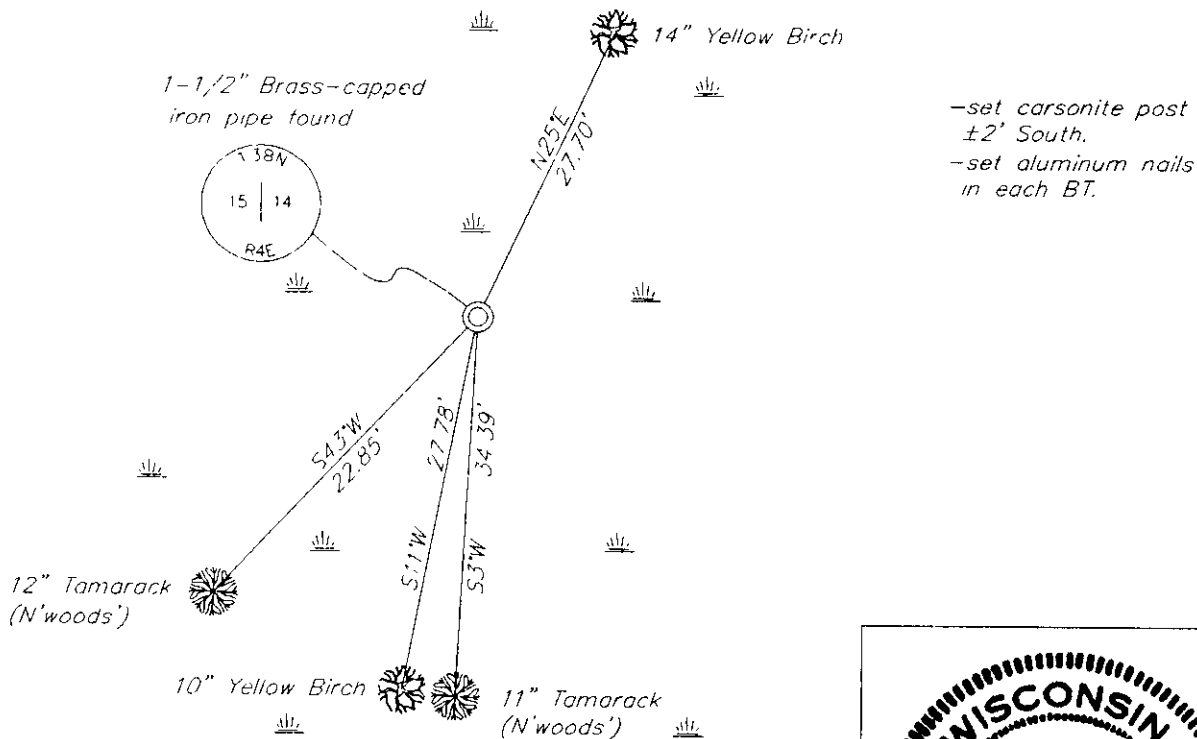 14" Yellow Birch
1-1/2" Brass-capped
iron pipe found
-set carsonite post
±2' South.
-set aluminum nails
in each BT.
T38N
15 | 14
R4E
N25°E
27.70'
S43°W
22.85'
S11°W
27.78'
S3°W
34.39'
12" Tamarack
(N'woods')
10" Yellow Birch
11" Tamarack
(N'woods')
WISCONSIN